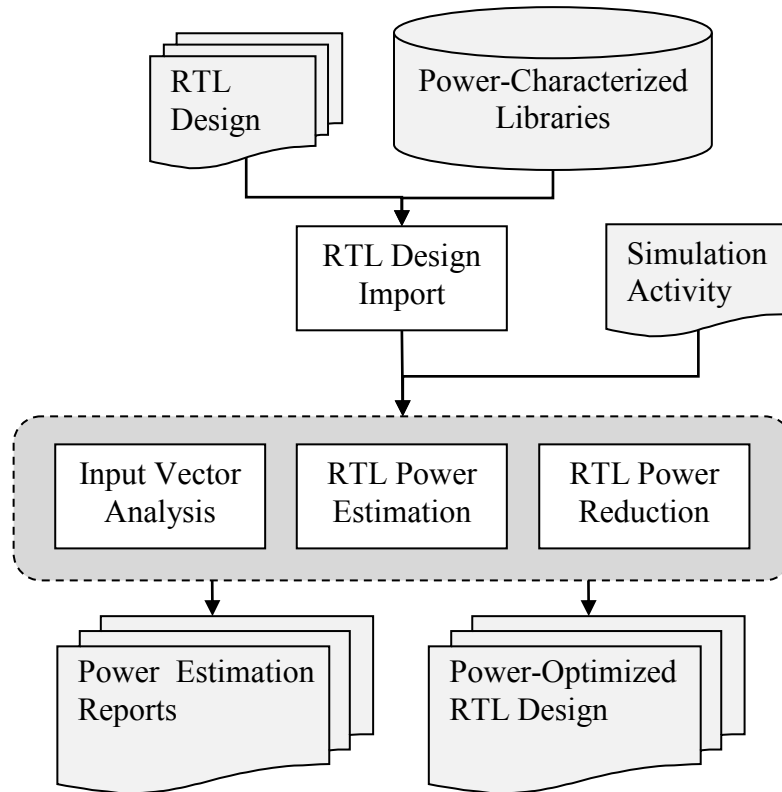 RTL
Design
Power-Characterized
Libraries
RTL Design
Import
Simulation
Activity
Input Vector
Analysis
RTL Power
Estimation
RTL Power
Reduction
Power Estimation
Reports
Power-Optimized
RTL Design